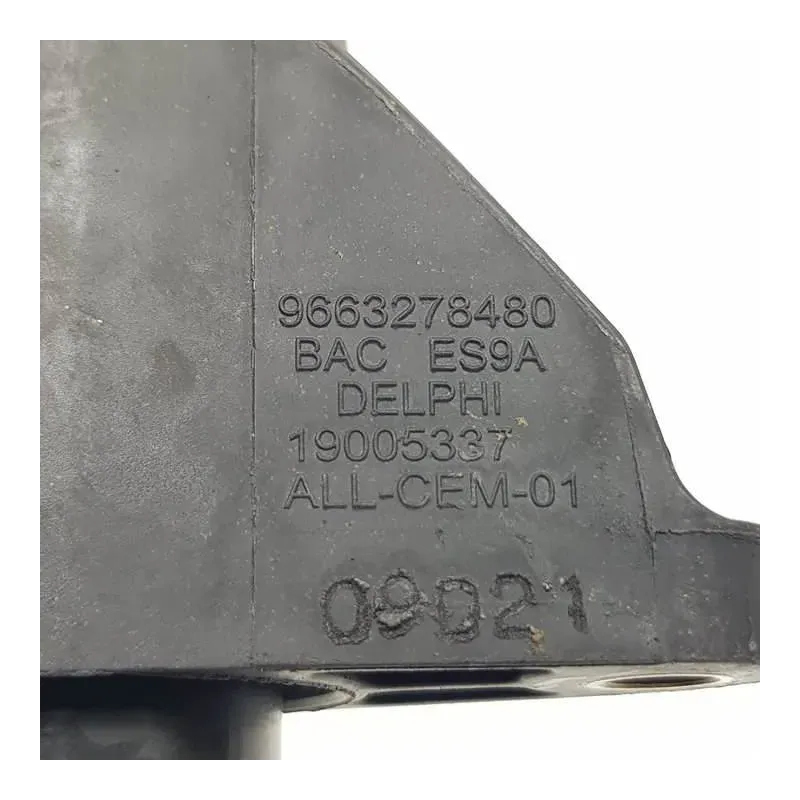 9663278480
BAC ES9A
DELPHI
19005337
ALL-CEM-01
09021